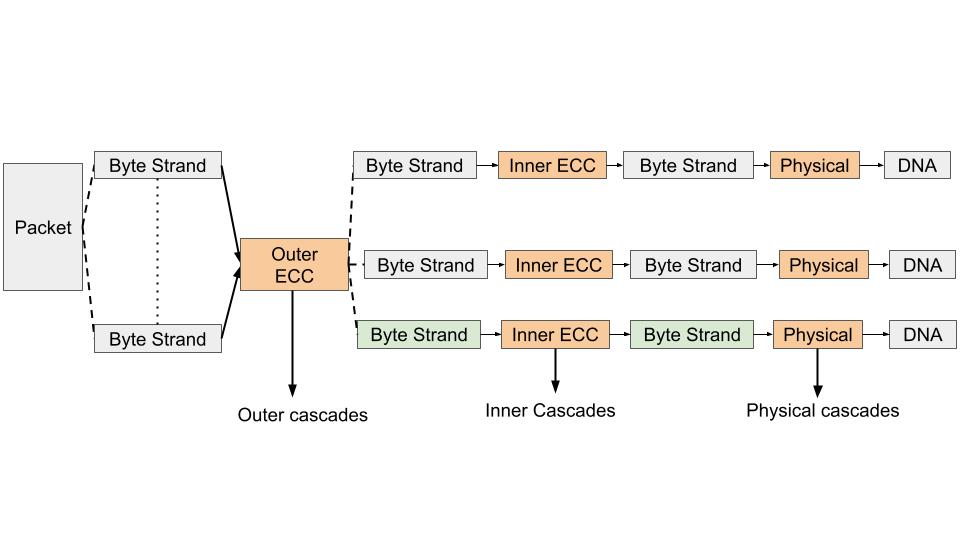 Packet
Byte Strand
Byte Strand
Outer
ECC
Byte Strand
Inner ECC
Byte Strand
Physical
DNA
Byte Strand
Inner ECC
Byte Strand
Physical
DNA
Byte Strand
Inner ECC
Byte Strand
Physical
DNA
Outer cascades
Inner Cascades
Physical cascades